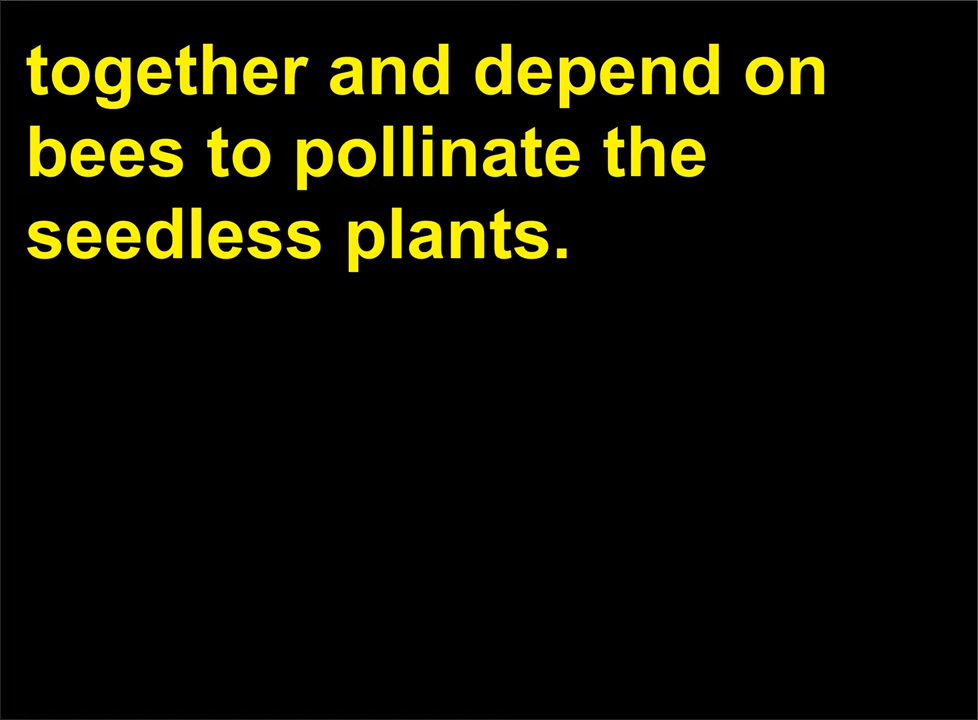 together and depend on
bees to pollinate the
seedless plants.